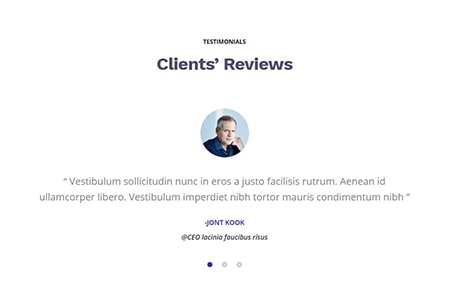 TESTIMONIALS
Clients’ Reviews
“ Vestibulum sollicitudin nunc in eros a justo facilisis rutrum. Aenean id
ullamcorper libero. Vestibulum imperdiet nibh tortor mauris condimentum nibh ”
-JONT KOOK
@CEO lacinia faucibus risus